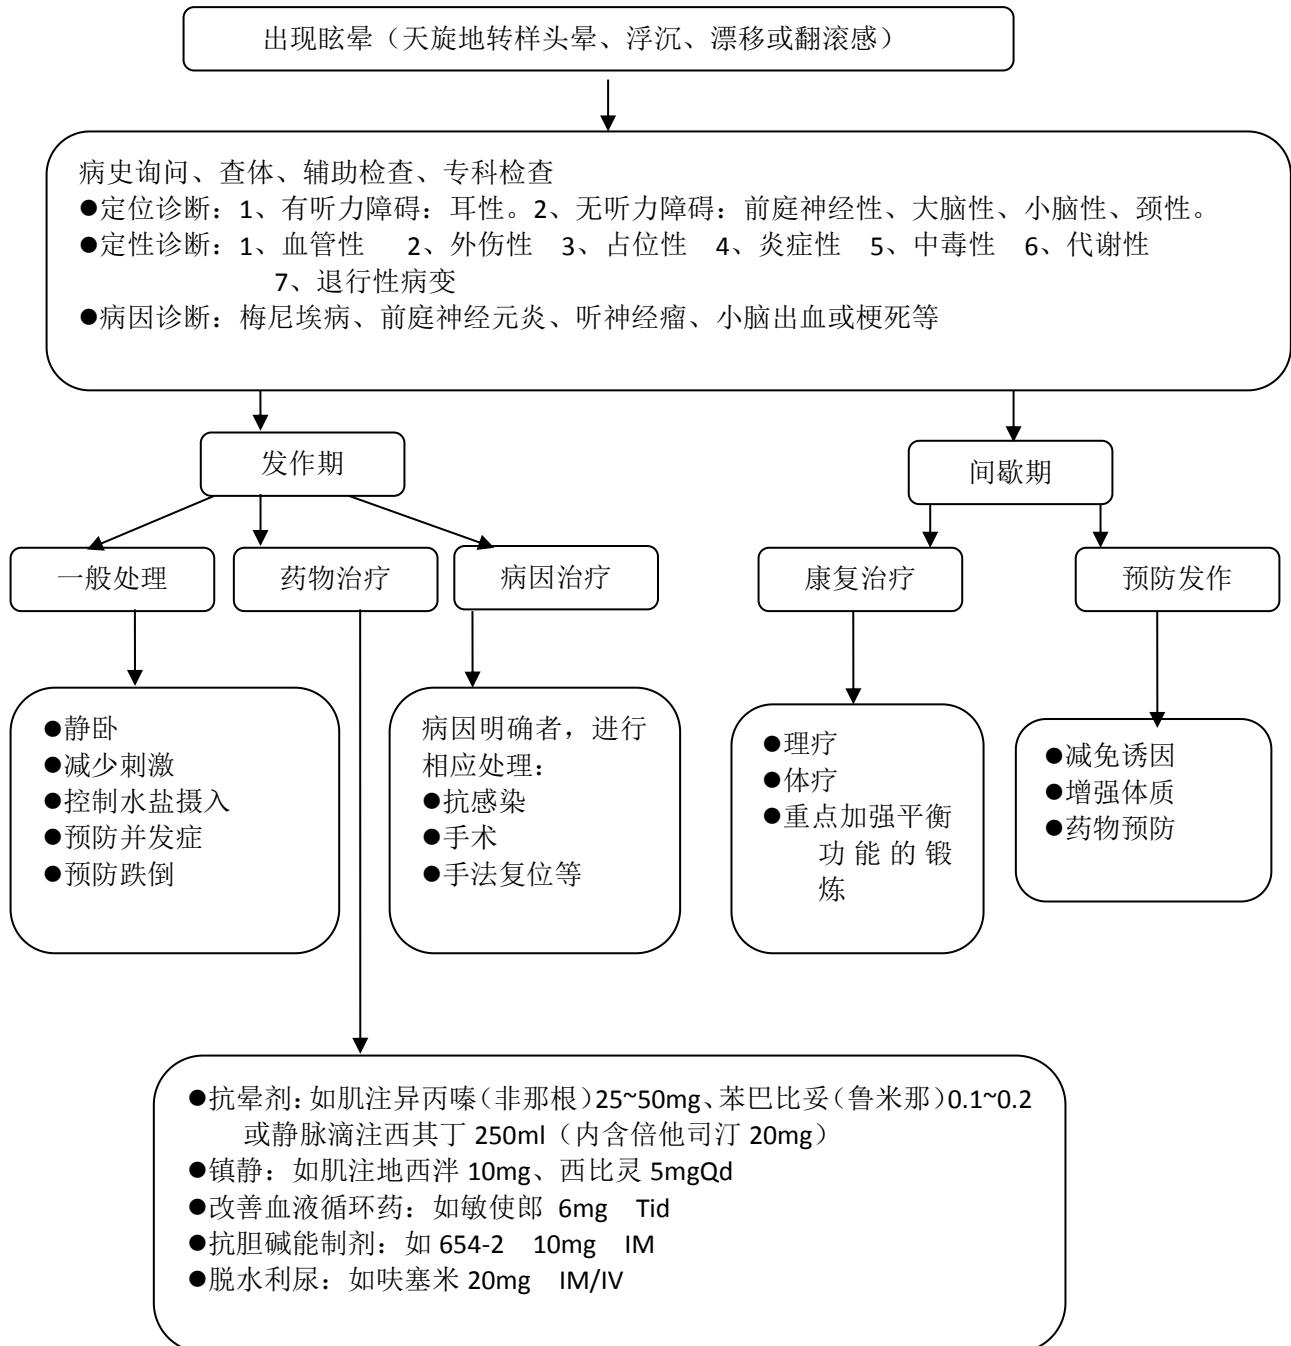 出现眩晕（天旋地转样头晕、浮沉、漂移或翻滚感）
病史询问、查体、辅助检查、专科检查
●定位诊断：1、有听力障碍：耳性。2、无听力障碍：前庭神经性、大脑性、小脑性、颈性。
●定性诊断：1、血管性 2、外伤性 3、占位性 4、炎症性 5、中毒性 6、代谢性
7、退行性病变
●病因诊断：梅尼埃病、前庭神经元炎、听神经瘤、小脑出血或梗死等
发作期
间歇期
一般处理
药物治疗
病因治疗
康复治疗
预防发作
●静卧
●减少刺激
●控制水盐摄入
●预防并发症
●预防跌倒
病因明确者，进行
相应处理：
●抗感染
●手术
●手法复位等
●理疗
●体疗
●重点加强平衡
功能的锻
炼
●减免诱因
●增强体质
●药物预防
●抗晕剂：如肌注异丙嗪（非那根）25~50mg、苯巴比妥（鲁米那）0.1~0.2
或静脉滴注西其丁 250ml（内含倍他司汀 20mg）
●镇静：如肌注地西泮 10mg、西比灵 5mgQd
●改善血液循环药：如敏使郎 6mg Tid
●抗胆碱能制剂：如 654-2 10mg IM
●脱水利尿：如呋塞米 20mg IM/IV